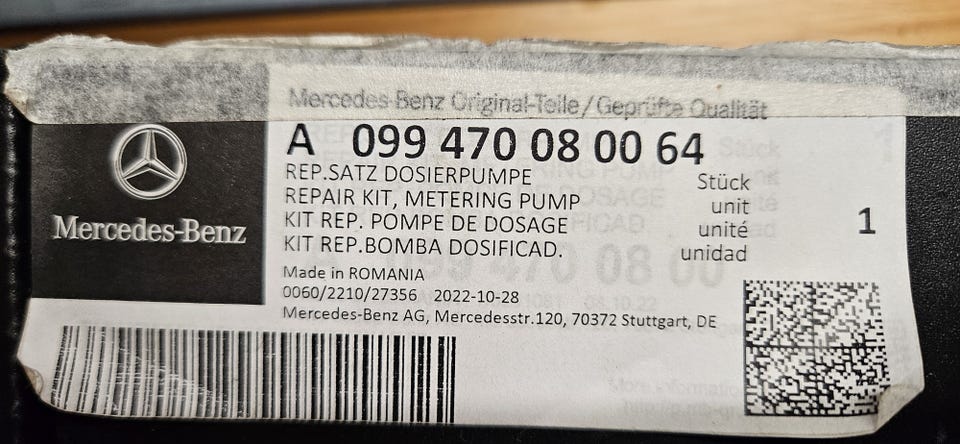 Mercedes-Benz Original-Teile/Geprüfte Qualität
Mercedes-Benz
A 099 470 08 00 64
REP.SATZ DOSIERPUMPE Stück
REPAIR KIT, METERING PUMP unit
KIT REP. POMPE DE DOSAGE unité
KIT REP.BOMBA DOSIFICAD. unidad
1
Made in ROMANIA
0060/2210/27356 2022-10-28
Mercedes-Benz AG, Mercedesstr.120, 70372 Stuttgart, DE